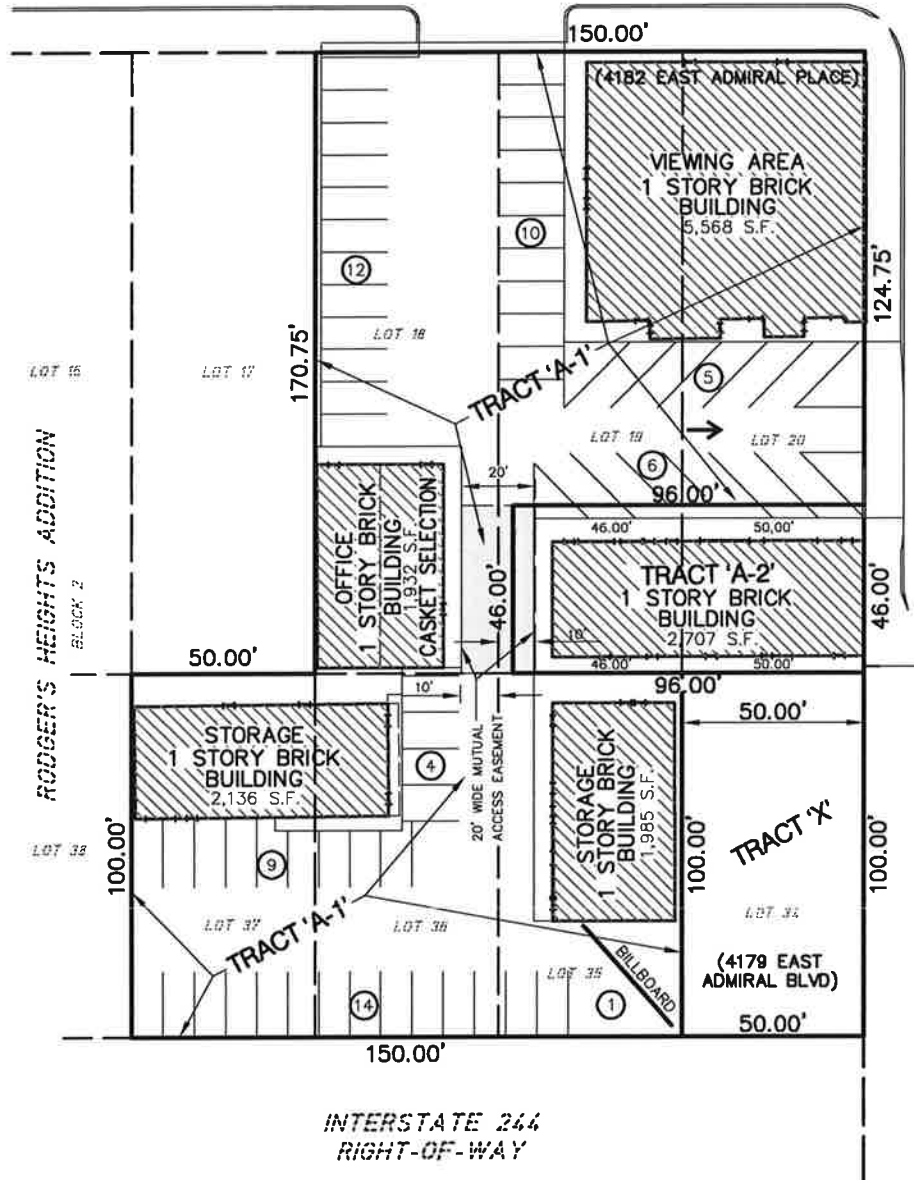 150.00'
(4182 EAST ADMIRAL PLACE)
VIEWING AREA
1 STORY BRICK
BUILDING
5,568 S.F.
10
12
124.75'
LOT 18
170.75'
LOT 16
LOT 17
TRACT 'A-1'
5
LOT 19
LOT 20
6
20'
96.00'
46.00'
50.00'
OFFICE
1 STORY BRICK
BUILDING
1,932 S.F.
CASKET SELECTION
46.00'
TRACT 'A-2'
1 STORY BRICK
BUILDING
2,707 S.F.
46.00'
10'
46.00'
50.00'
RODGER'S HEIGHTS ADDITION
BLOCK 2
50.00'
96.00'
10'
50.00'
STORAGE
1 STORY BRICK
BUILDING
2,136 S.F.
4
20' WIDE MUTUAL
ACCESS EASEMENT
STORAGE
1 STORY BRICK
BUILDING
1,985 S.F.
TRACT 'X'
LOT 38
100.00'
9
100.00'
100.00'
LOT 37
TRACT 'A-1'
LOT 36
LOT 35
BILLBOARD
(4179 EAST
ADMIRAL BLVD)
14
1
50.00'
150.00'
INTERSTATE 244
RIGHT-OF-WAY